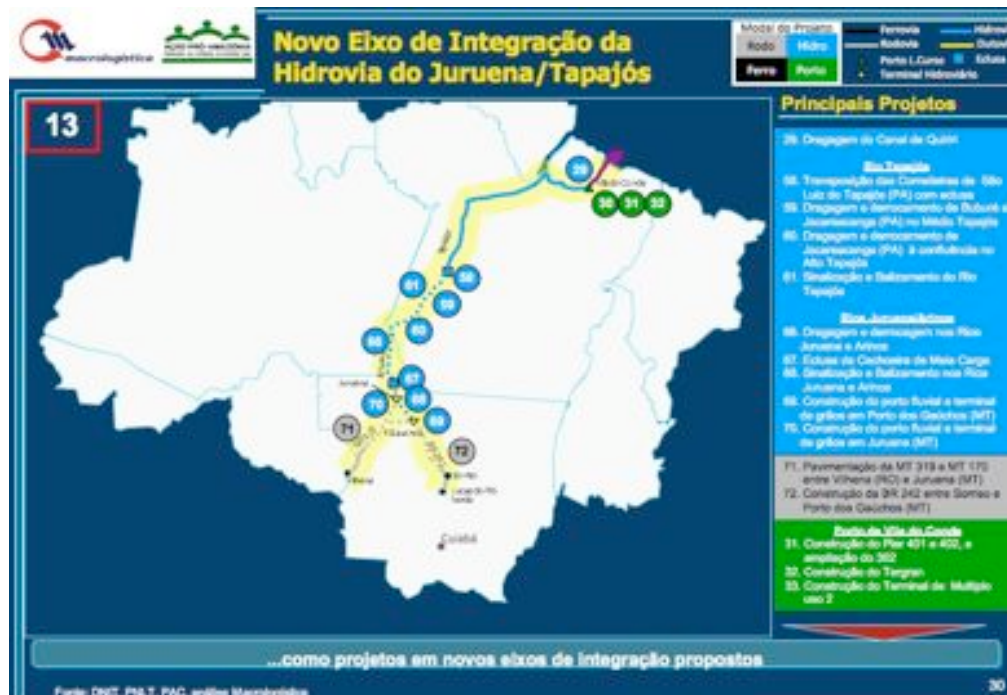 macrologística
AÇÃO PRÓ-AMAZÔNIA
Novo Eixo de Integração da
Hidrovia do Juruena/Tapajós
Modal do Projeto
Rodo
Hidro
Ferro
Porto
Ferrovia
Rodovia
Porto L.Curso
Terminal Hidroviário
Hidrovia
Eclusa
13
Principais Projetos
29. Dragagem do Canal de Quiriri
Rio Tapajós
58. Transposição das Corredeiras de São
Luiz do Tapajós (PA) com eclusa
59. Dragagem e derrocamento de Buburé a
Jacareacanga (PA) no Médio Tapajós
60. Dragagem e derrocamento de
Jacareacanga (PA) à confluência no
Alto Tapajós
61. Sinalização e Balizamento do Rio
Tapajós
Rios Juruena/Arinos
66. Dragagem e derrocagem nos Rios
Juruena e Arinos
67. Eclusa da Cachoeira de Meia Carga
68. Sinalização e Balizamento nos Rios
Juruena e Arinos
69. Construção do porto fluvial e terminal
de grãos em Porto dos Gaúchos (MT)
70. Construção do porto fluvial e terminal
de grãos em Juruena (MT)
71. Pavimentação da MT 319 e MT 170
entre Vilhena (RO) e Juruena (MT)
72. Construção da BR 242 entre Sorriso e
Porto dos Gaúchos (MT)
Porto de Vila do Conde
31. Construção do Pier 401 e 402, e
ampliação do 302
32. Construção do Tergran
33. Construção do Terminal de Multiplo
uso 2
29
30
31
32
58
61
59
60
66
67
68
70
69
71
72
Cuiabá
...como projetos em novos eixos de integração propostos
Fonte: DNIT, PNLT, PAC, análise Macrologística